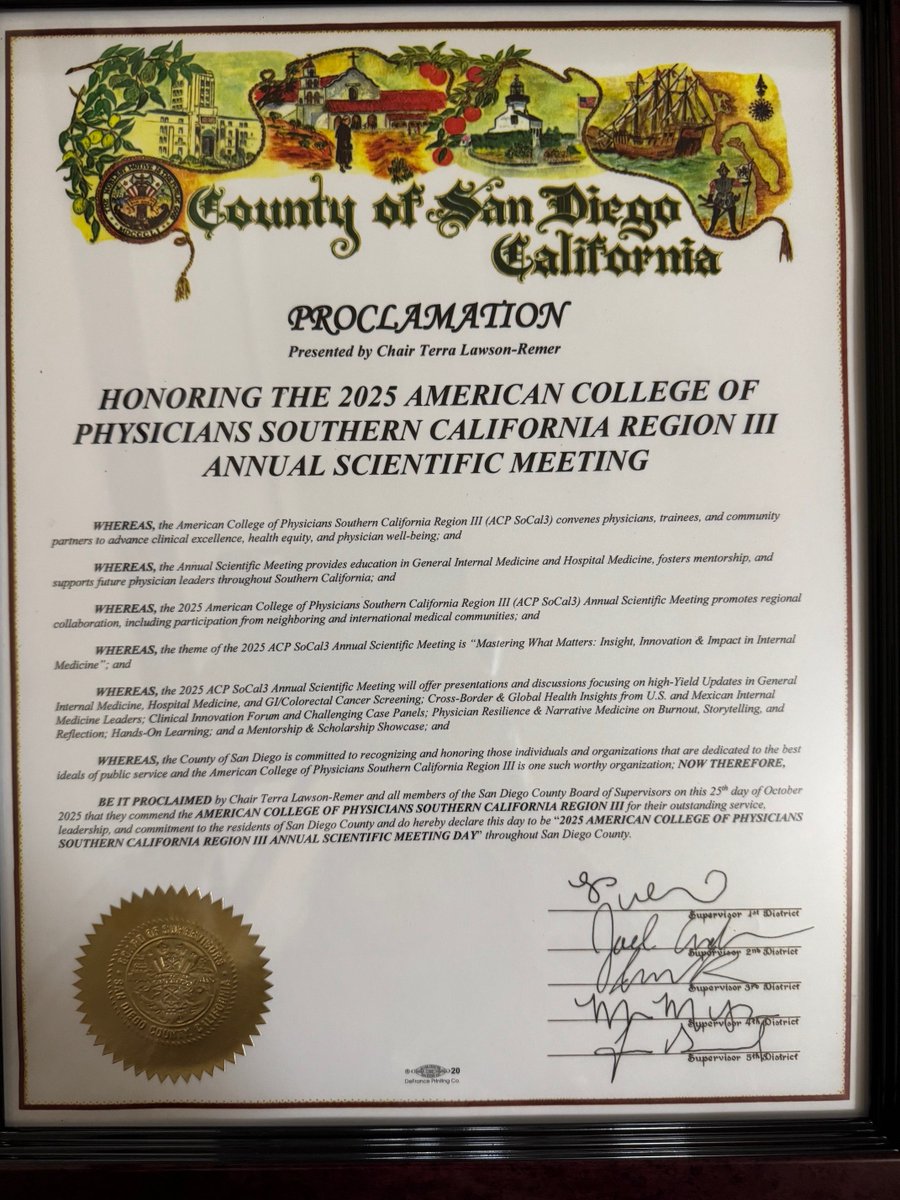 County of San Diego
California
PROCLAMATION
Presented by Chair Terra Lawson-Remer
HONORING THE 2025 AMERICAN COLLEGE OF
PHYSICIANS SOUTHERN CALIFORNIA REGION III
ANNUAL SCIENTIFIC MEETING
WHEREAS, the American College of Physicians Southern California Region III (ACP SoCal3) convenes physicians, trainees, and community
partners to advance clinical excellence, health equity, and physician well-being; and
WHEREAS, the Annual Scientific Meeting provides education in General Internal Medicine and Hospital Medicine, fosters mentorship, and
supports future physician leaders throughout Southern California; and
WHEREAS, the 2025 American College of Physicians Southern California Region III (ACP SoCal3) Annual Scientific Meeting promotes regional
collaboration, including participation from neighboring and international medical communities; and
WHEREAS, the theme of the 2025 ACP SoCal3 Annual Scientific Meeting is “Mastering What Matters: Insight, Innovation & Impact in Internal
Medicine”; and
WHEREAS, the 2025 ACP SoCal3 Annual Scientific Meeting will offer presentations and discussions focusing on high-Yield Updates in General
Internal Medicine, Hospital Medicine, and GI/Colorectal Cancer Screening; Cross-Border & Global Health Insights from U.S. and Mexican Internal
Medicine Leaders; Clinical Innovation Forum and Challenging Case Panels; Physician Resilience & Narrative Medicine on Burnout, Storytelling, and
Reflection; Hands-On Learning; and a Mentorship & Scholarship Showcase; and
WHEREAS, the County of San Diego is committed to recognizing and honoring those individuals and organizations that are dedicated to the best
ideals of public service and the American College of Physicians Southern California Region III is one such worthy organization; NOW THEREFORE,
BE IT PROCLAIMED by Chair Terra Lawson-Remer and all members of the San Diego County Board of Supervisors on this 25th day of October
2025 that they commend the AMERICAN COLLEGE OF PHYSICIANS SOUTHERN CALIFORNIA REGION III for their outstanding service,
leadership, and commitment to the residents of San Diego County and do hereby declare this day to be “2025 AMERICAN COLLEGE OF PHYSICIANS
SOUTHERN CALIFORNIA REGION III ANNUAL SCIENTIFIC MEETING DAY” throughout San Diego County.
Supervisor 1st District
Supervisor 2nd District
Supervisor 3rd District
Supervisor 4th District
Supervisor 5th District
BOARD OF SUPERVISORS
SAN DIEGO COUNTY CALIFORNIA
20
Defrance Printing Co.